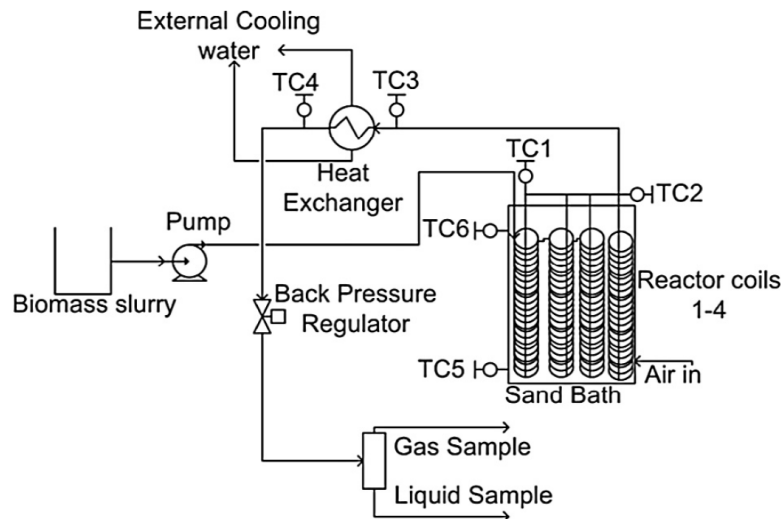 External Cooling
water
TC4
TC3
TC1
Heat
Exchanger
TC2
Pump
TC6
Biomass slurry
Back Pressure
Regulator
Reactor coils
1-4
TC5
Air in
Sand Bath
Gas Sample
Liquid Sample